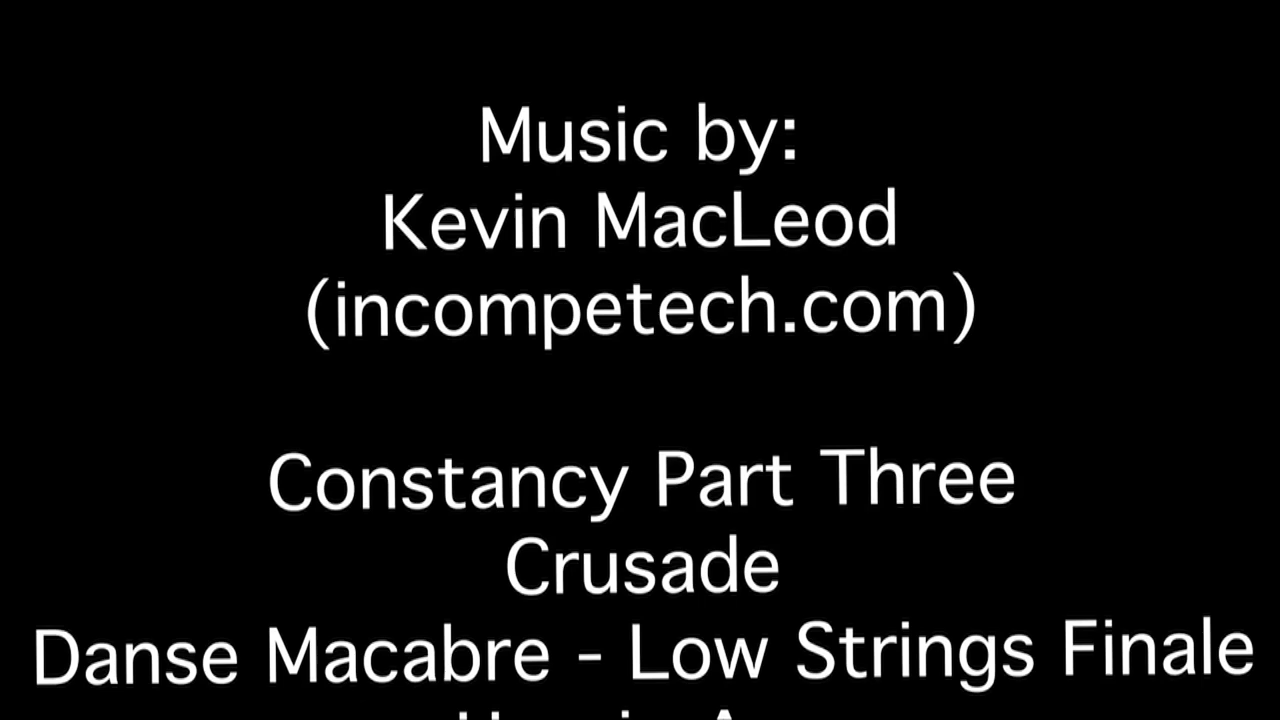 Music by:
Kevin MacLeod
(incompetech.com)
Constancy Part Three
Crusade
Danse Macabre - Low Strings Finale